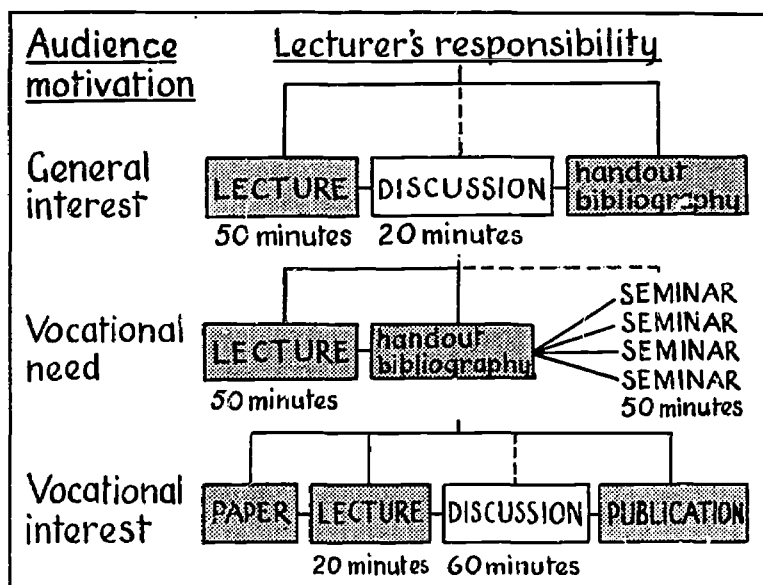 Audience motivation
Lecturer's responsibility
General interest
LECTURE
DISCUSSION
handout bibliography
50 minutes
20 minutes
Vocational need
LECTURE
handout bibliography
SEMINAR
SEMINAR
SEMINAR
SEMINAR
50 minutes
50 minutes
Vocational interest
PAPER
LECTURE
DISCUSSION
PUBLICATION
20 minutes
60 minutes